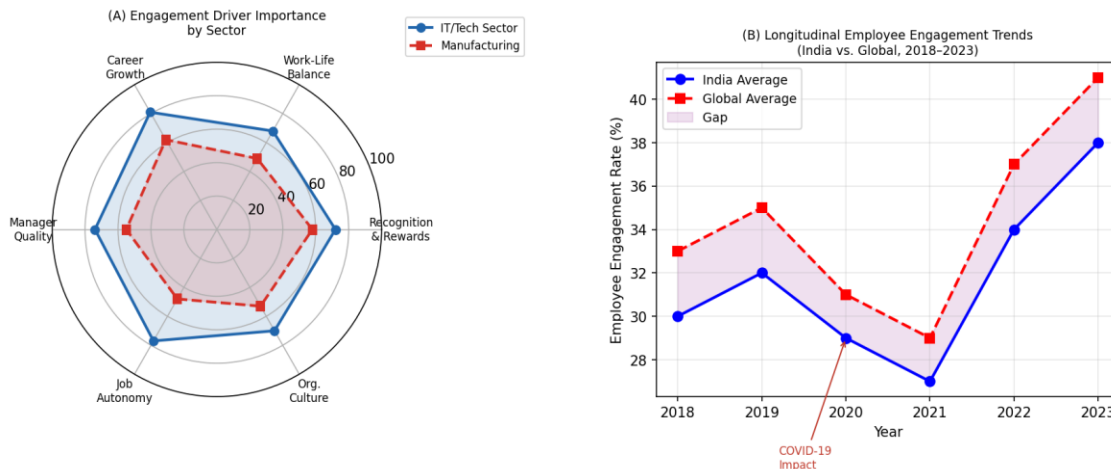 (A) Engagement Driver Importance
by Sector
IT/Tech Sector
Manufacturing
Career
Growth
Work-Life
Balance
100
80
60
40
20
Manager
Quality
Recognition
& Rewards
Job
Autonomy
Org.
Culture
(B) Longitudinal Employee Engagement Trends
(India vs. Global, 2018–2023)
India Average
Global Average
Gap
Employee Engagement Rate (%)
40
38
36
34
32
30
28
2018
2019
2020
2021
2022
2023
Year
COVID-19
Impact